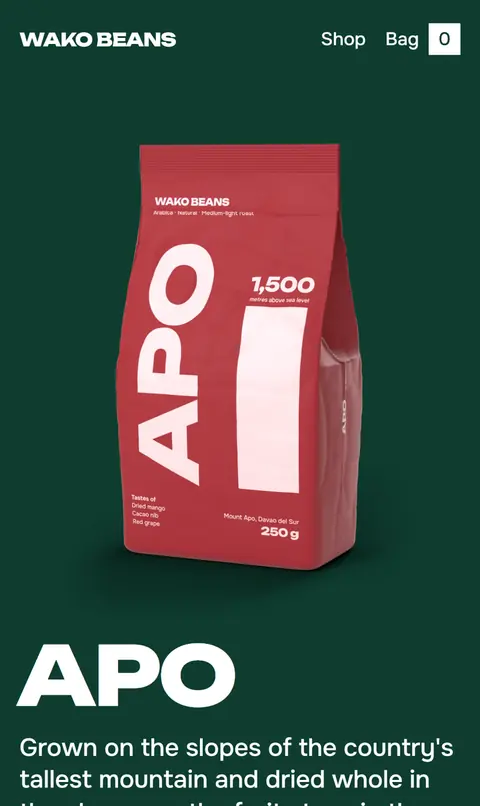 WAKO BEANS
Shop Bag 0
WAKO BEANS
Arabica · Natural · Medium-light roast
APO
1,500
metres above sea level
APO
Tastes of
Dried mango
Cacao nib
Red grape
Mount Apo, Davao del Sur
250 g
APO
Grown on the slopes of the country's
tallest mountain and dried whole in